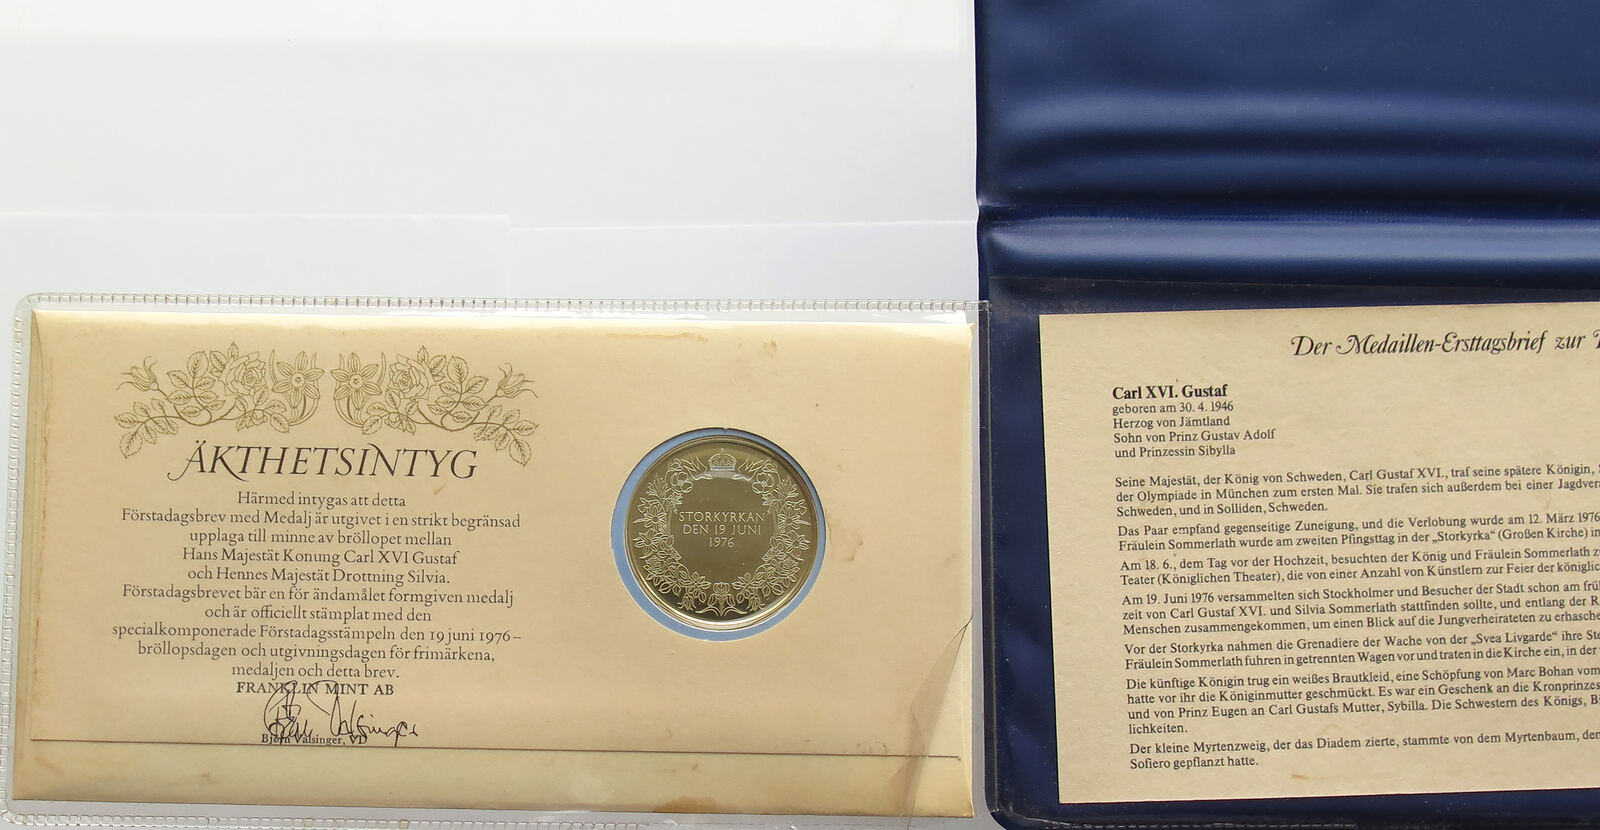 ÄKTHETSINTYG
Härmed intygas att detta
Förstadagsbrev med Medalj är utgivet i en strikt begränsad
upplaga till minne av bröllopet mellan
Hans Majestät Konung Carl XVI Gustaf
och Hennes Majestät Drottning Silvia.
Förstadagsbrevet bär en för ändamålet formgiven medalj
och är officiellt stämplat med den
specialkomponerade Förstadagsstämpeln den 19 juni 1976 –
bröllopsdagen och utgivningsdagen för frimärkena,
medaljen och detta brev.
FRANKLIN MINT AB
Björn Valsinger, VD
STORKYRKAN
DEN 19 JUNI
1976
Der Medaillen-Ersttagsbrief zur
Carl XVI. Gustaf
geboren am 30. 4. 1946
Herzog von Jämtland
Sohn von Prinz Gustav Adolf
und Prinzessin Sibylla
Seine Majestät, der König von Schweden, Carl Gustaf XVI., traf seine spätere Königin,
der Olympiade in München zum ersten Mal. Sie trafen sich außerdem bei einer Jagdver
Schweden, und in Solliden, Schweden.
Das Paar empfand gegenseitige Zuneigung, und die Verlobung wurde am 12. März 1976
Fräulein Sommerlath wurde am zweiten Pfingsttag in der „Storkyrka“ (Großen Kirche) in
Am 18. 6., dem Tag vor der Hochzeit, besuchten der König und Fräulein Sommerlath
Teater (Königlichen Theater), die von einer Anzahl von Künstlern zur Feier der königlic
Am 19. Juni 1976 versammelten sich Stockholmer und Besucher der Stadt schon am frü
zeit von Carl Gustaf XVI. und Silvia Sommerlath stattfinden sollte, und entlang der R
Menschen zusammengekommen, um einen Blick auf die Jungverheirateten zu erhasche
Vor der Storkyrka nahmen die Grenadiere der Wache von der „Svea Livgarde“ ihre Ste
Fräulein Sommerlath fuhren in getrennten Wagen vor und traten in die Kirche ein, in der
Die künftige Königin trug ein weißes Brautkleid, eine Schöpfung von Marc Bohan vom
hatte vor ihr die Königinmutter geschmückt. Es war ein Geschenk an die Kronprinzes
und von Prinz Eugen an Carl Gustafs Mutter, Sybilla. Die Schwestern des Königs, B
lichkeiten.
Der kleine Myrtenzweig, der das Diadem zierte, stammte von dem Myrtenbaum, den
Sofiero gepflanzt hatte.